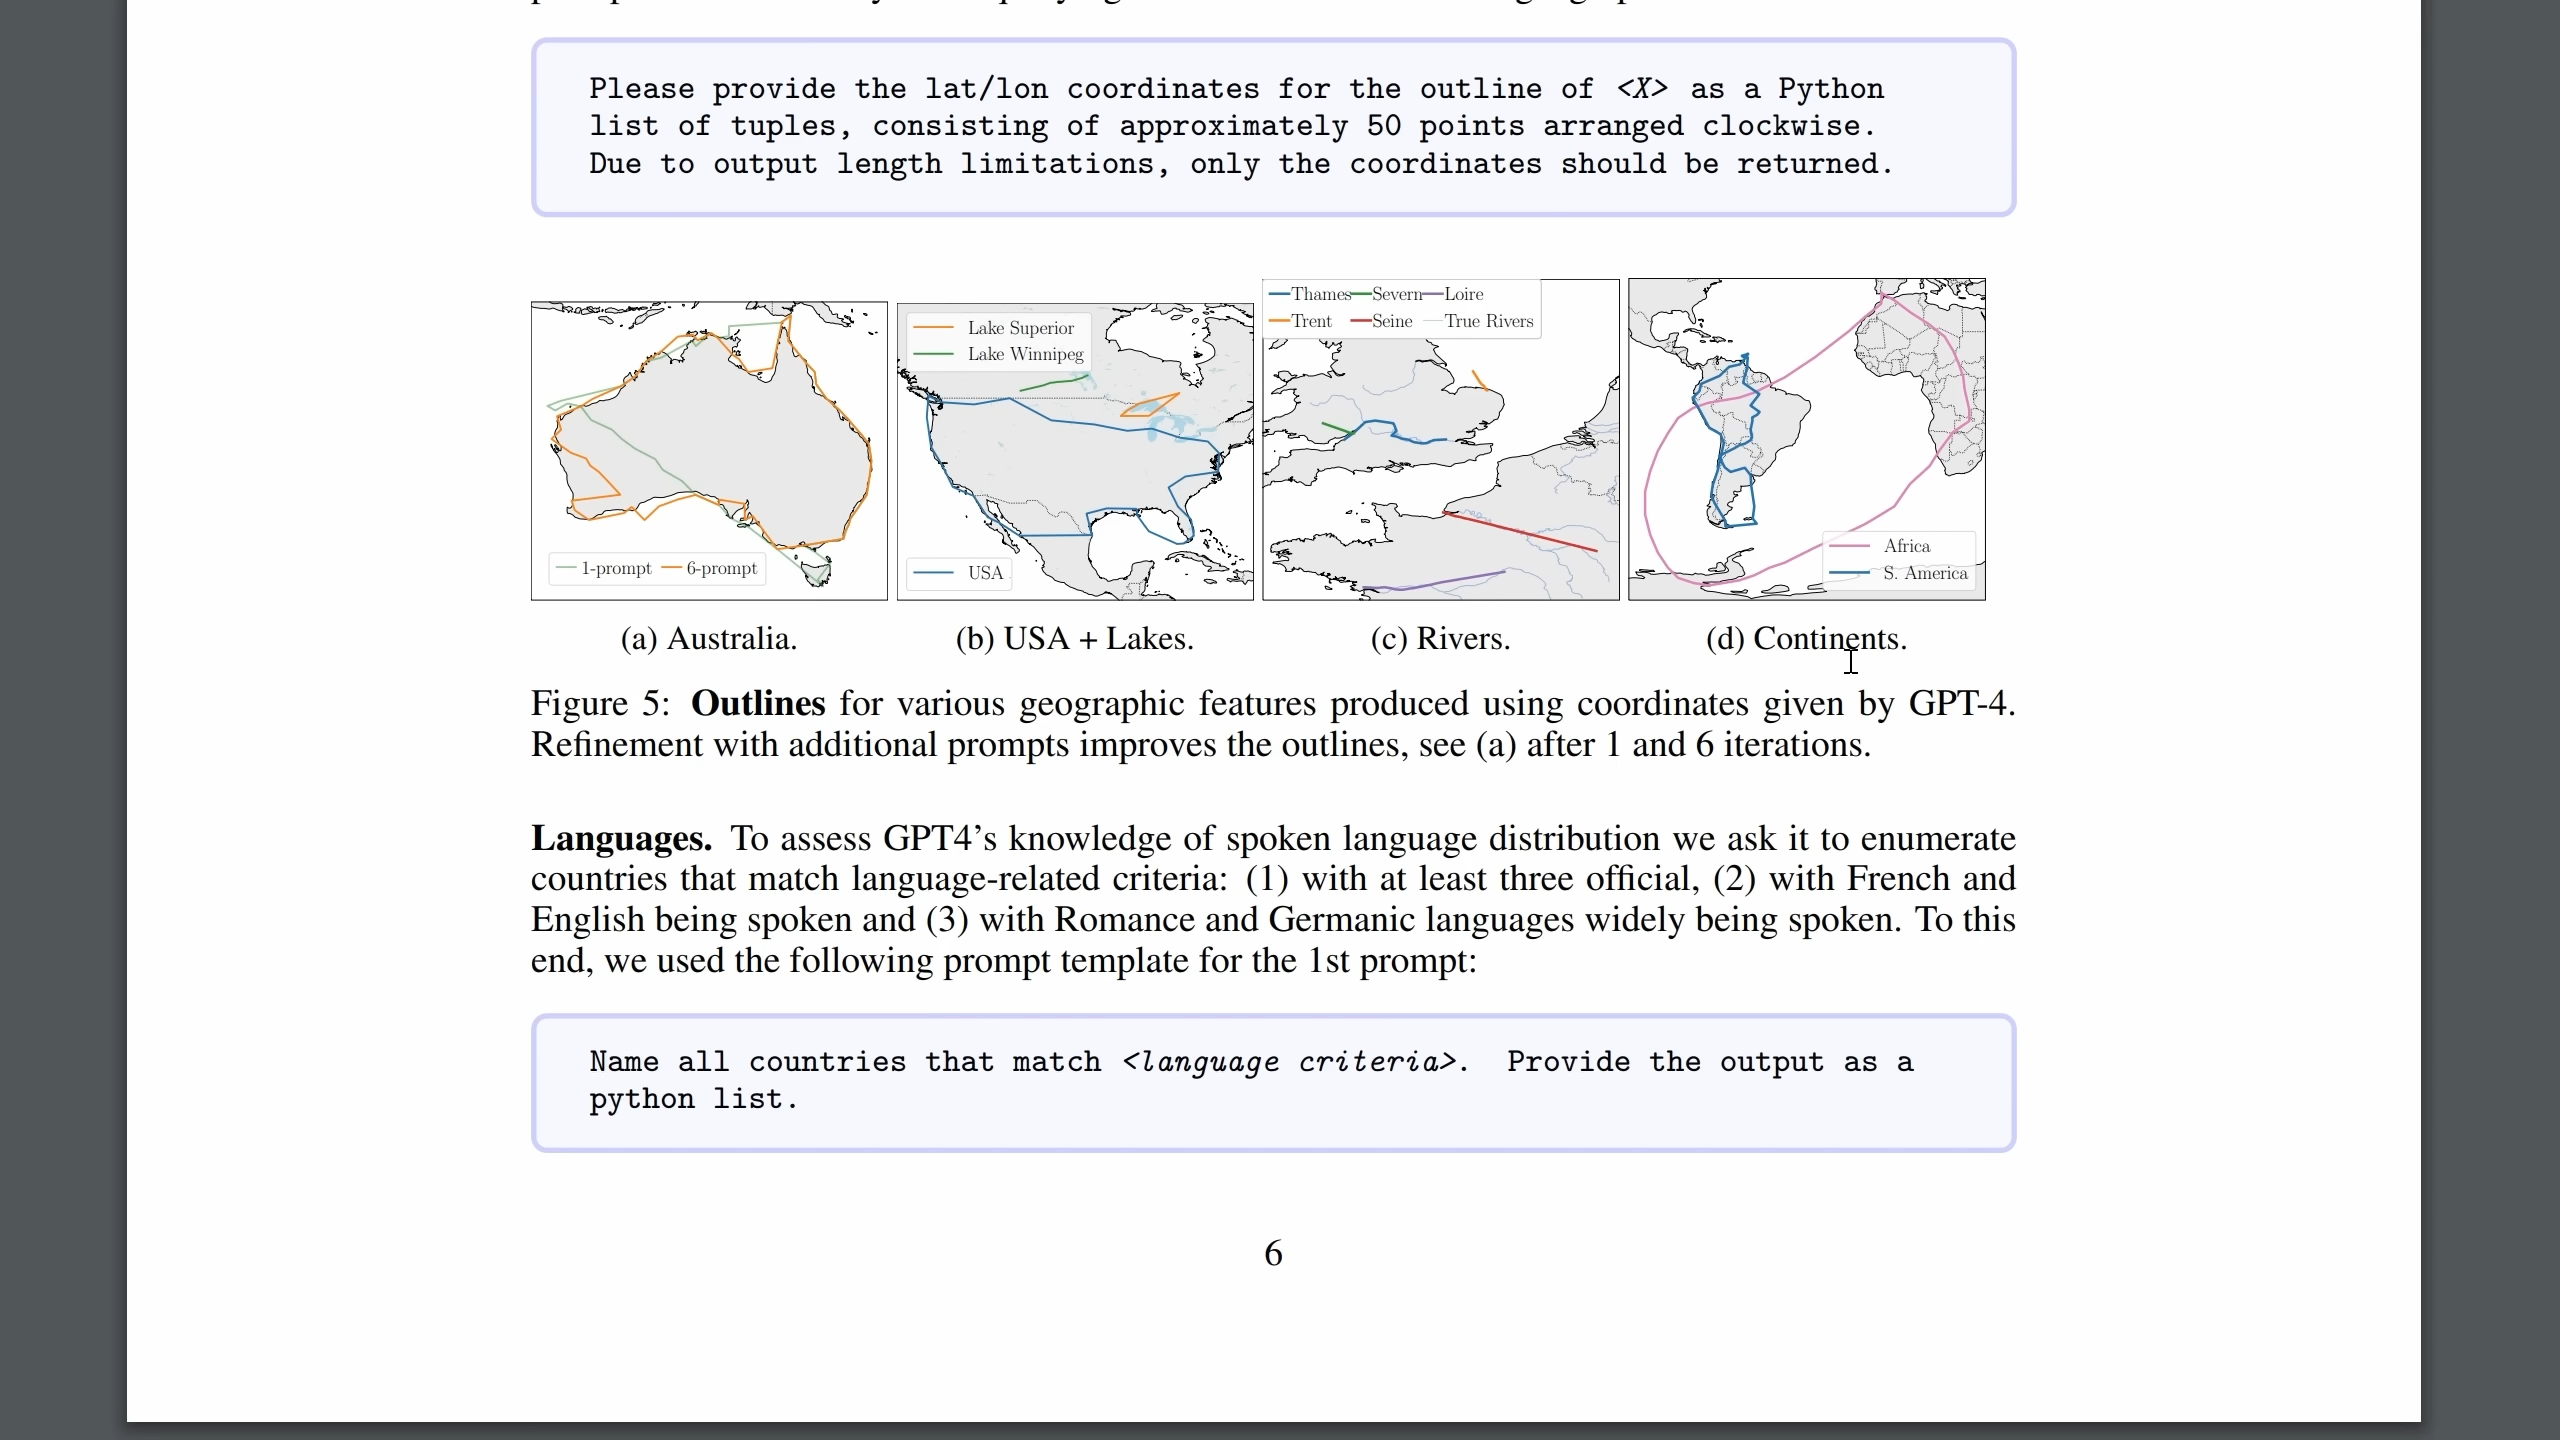 Please provide the lat/lon coordinates for the outline of <X> as a Python
list of tuples, consisting of approximately 50 points arranged clockwise.
Due to output length limitations, only the coordinates should be returned.
1-prompt 6-prompt
(a) Australia.
Lake Superior
Lake Winnipeg
USA
(b) USA + Lakes.
Thames Severn Loire
Trent Seine True Rivers
(c) Rivers.
Africa
S. America
(d) Continents.
Figure 5: Outlines for various geographic features produced using coordinates given by GPT-4.
Refinement with additional prompts improves the outlines, see (a) after 1 and 6 iterations.
Languages. To assess GPT4's knowledge of spoken language distribution we ask it to enumerate
countries that match language-related criteria: (1) with at least three official, (2) with French and
English being spoken and (3) with Romance and Germanic languages widely being spoken. To this
end, we used the following prompt template for the 1st prompt:
Name all countries that match <language criteria>. Provide the output as a
python list.
6